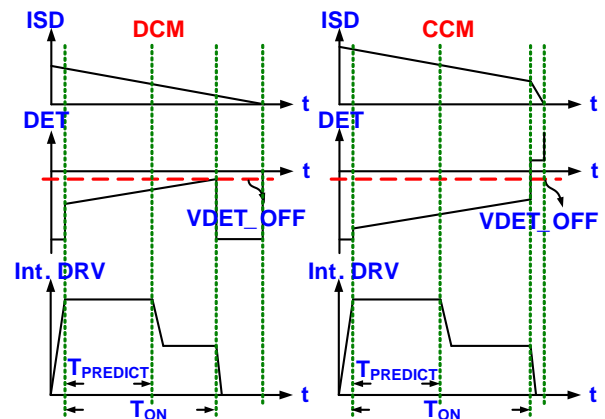 ISD
DCM
t
DET
VDET_OFF
t
Int. DRV
TPREDICT
TON
t
ISD
CCM
t
DET
t
VDET_OFF
Int. DRV
TPREDICT
TON
t